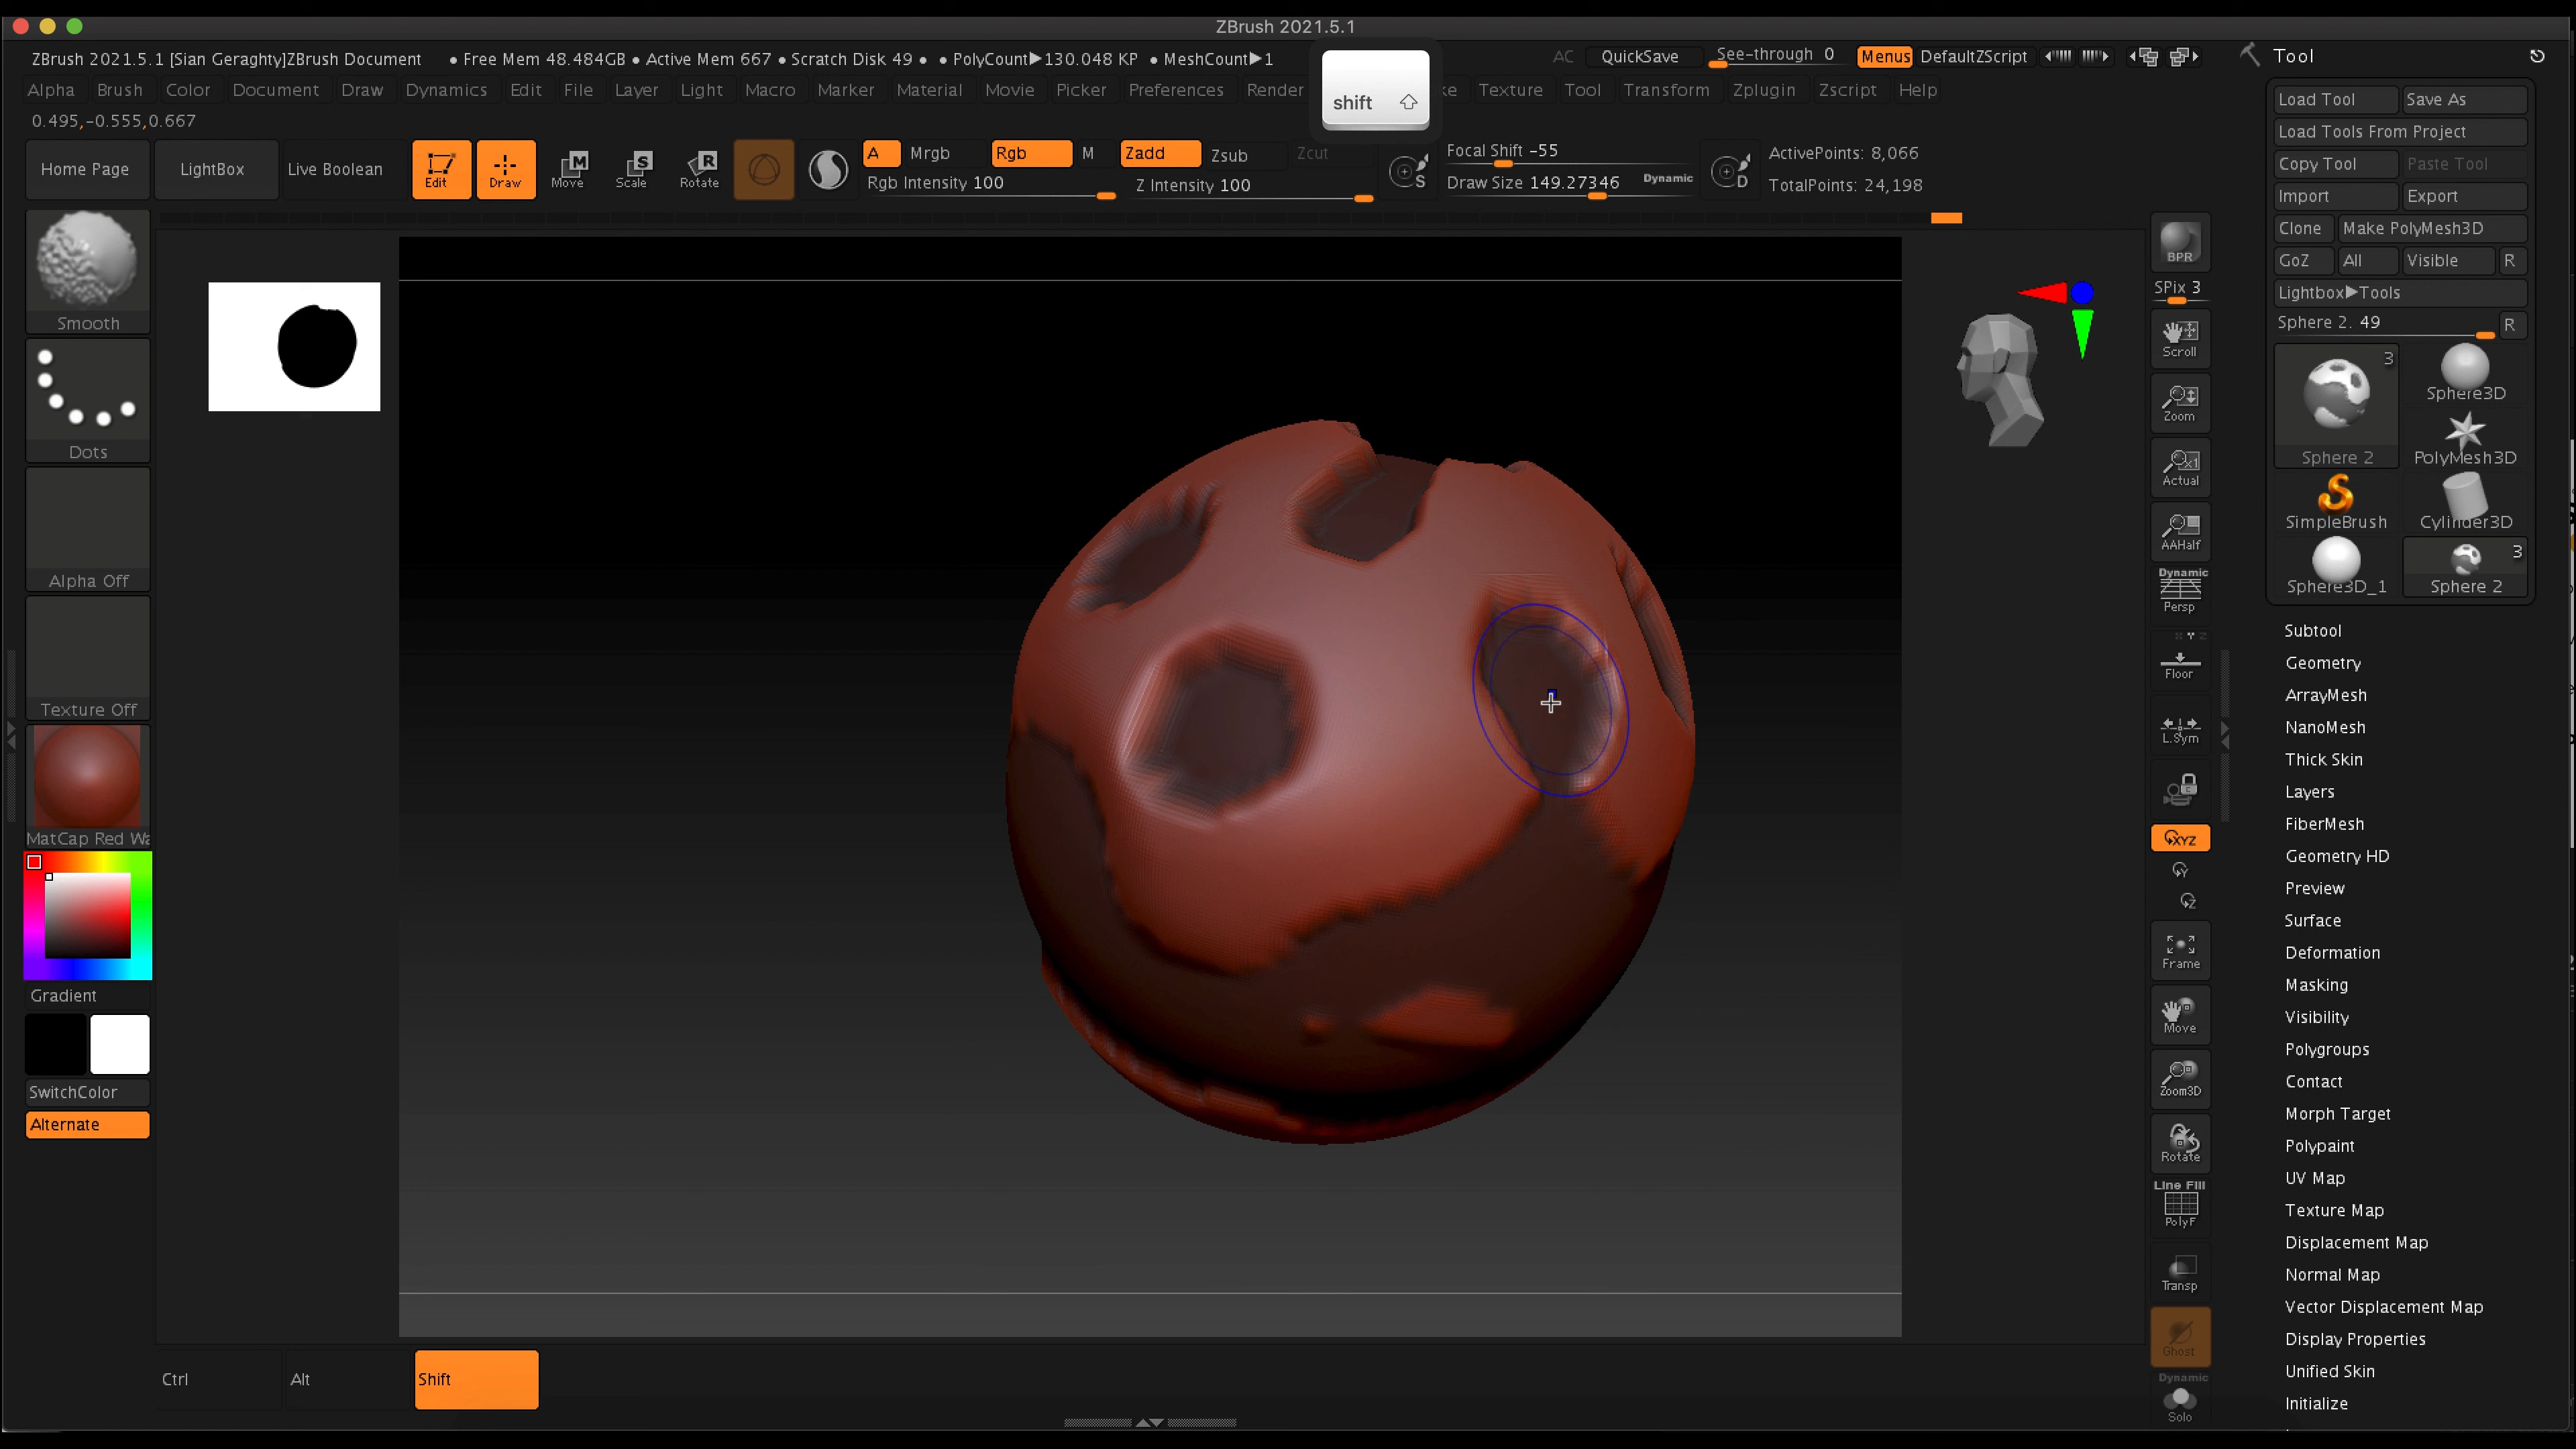 ZBrush 2021.5.1
ZBrush 2021.5.1 [Sian Geraghty]ZBrush Document • Free Mem 48.484GB • Active Mem 667 • Scratch Disk 49 • • PolyCount▶130.048 KP • MeshCount▶1
AC QuickSave See-through 0 Menus DefaultZScript
Alpha Brush Color Document Draw Dynamics Edit File Layer Light Macro Marker Material Movie Picker Preferences Render ke Texture Tool Transform Zplugin Zscript Help
shift
0.495,-0.555,0.667
Home Page LightBox Live Boolean Edit Draw Move Scale Rotate
M S R
A Mrgb Rgb M Zadd Zsub Zcut
Rgb Intensity 100 Z Intensity 100
S Focal Shift -55
Draw Size 149.27346 Dynamic D
ActivePoints: 8,066
TotalPoints: 24,198
Smooth
Dots
Alpha Off
Texture Off
MatCap Red Wa
Gradient
SwitchColor
Alternate
Ctrl Alt Shift
BPR
SPix 3
Scroll
Zoom
x1
Actual
AAHalf
Dynamic
Persp
Floor
L.Sym
XYZ
Y
Z
Frame
Move
Zoom3D
Rotate
Line Fill
PolyF
Transp
Ghost
Dynamic
Solo
Tool
Load Tool Save As
Load Tools From Project
Copy Tool Paste Tool
Import Export
Clone Make PolyMesh3D
GoZ All Visible R
Lightbox▶Tools
Sphere 2. 49 R
3
Sphere 2 Sphere3D
PolyMesh3D
SimpleBrush Cylinder3D
3
Sphere3D_1 Sphere 2
Subtool
Geometry
ArrayMesh
NanoMesh
Thick Skin
Layers
FiberMesh
Geometry HD
Preview
Surface
Deformation
Masking
Visibility
Polygroups
Contact
Morph Target
Polypaint
UV Map
Texture Map
Displacement Map
Normal Map
Vector Displacement Map
Display Properties
Unified Skin
Initialize